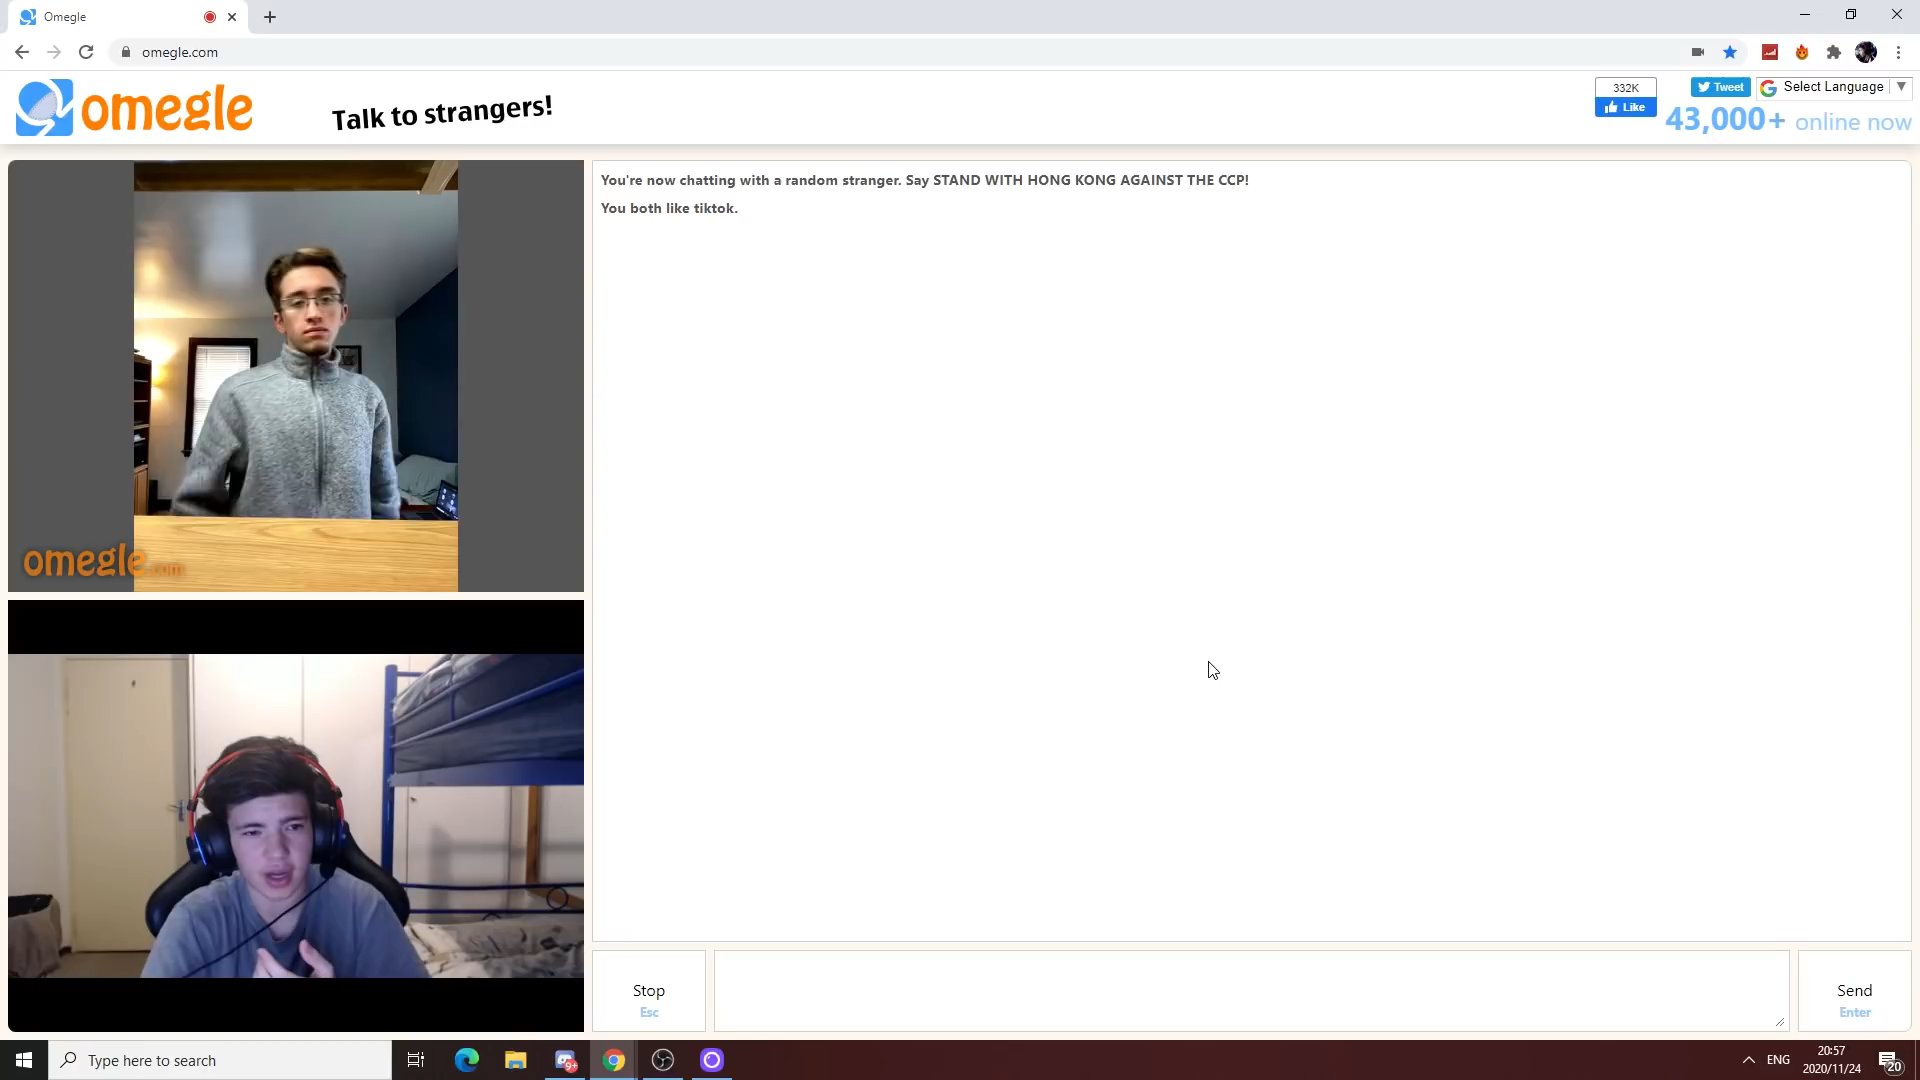 Omegle
omegle.com
omegle
Talk to strangers!
332K
Like
Tweet
Select Language
43,000+ online now
You're now chatting with a random stranger. Say STAND WITH HONG KONG AGAINST THE CCP!
You both like tiktok.
omegle.com
Stop
Esc
Send
Enter
Type here to search
9+
ENG
20:57
2020/11/24
20